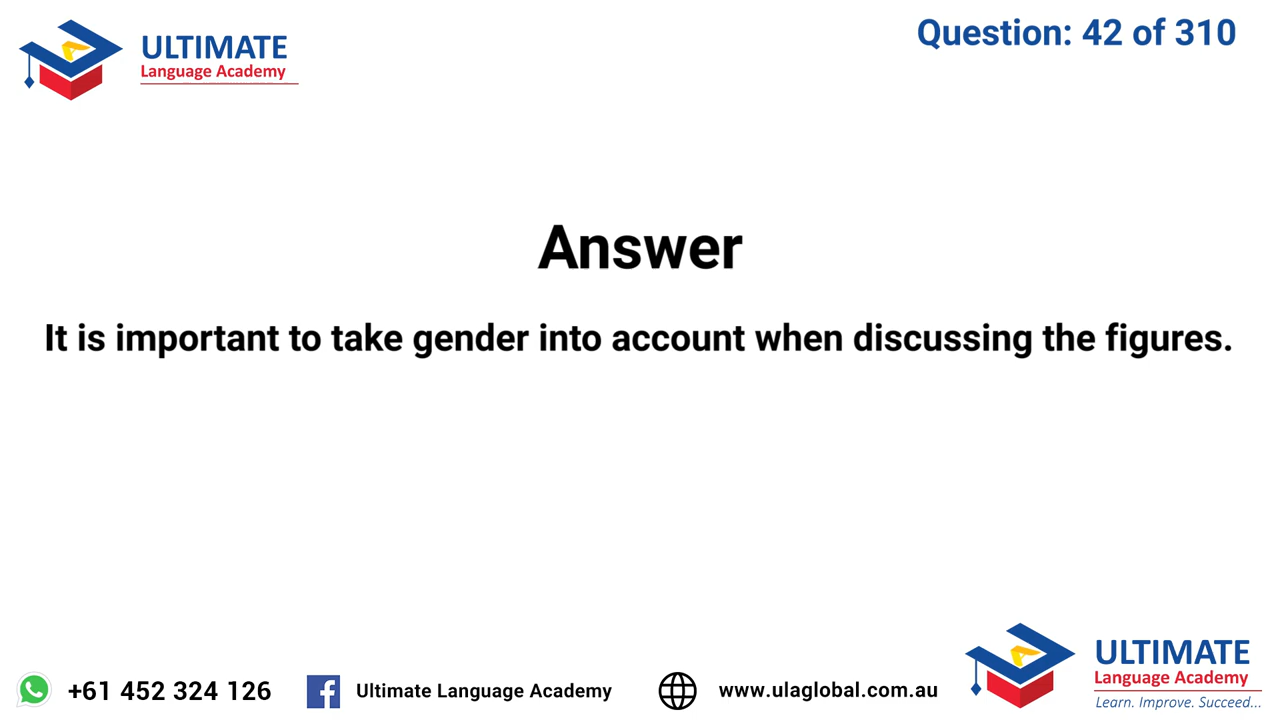 ULTIMATE
Language Academy
Question: 42 of 310
Answer
It is important to take gender into account when discussing the figures.
+61 452 324 126
Ultimate Language Academy
www.ulaglobal.com.au
ULTIMATE
Language Academy
Learn. Improve. Succeed...